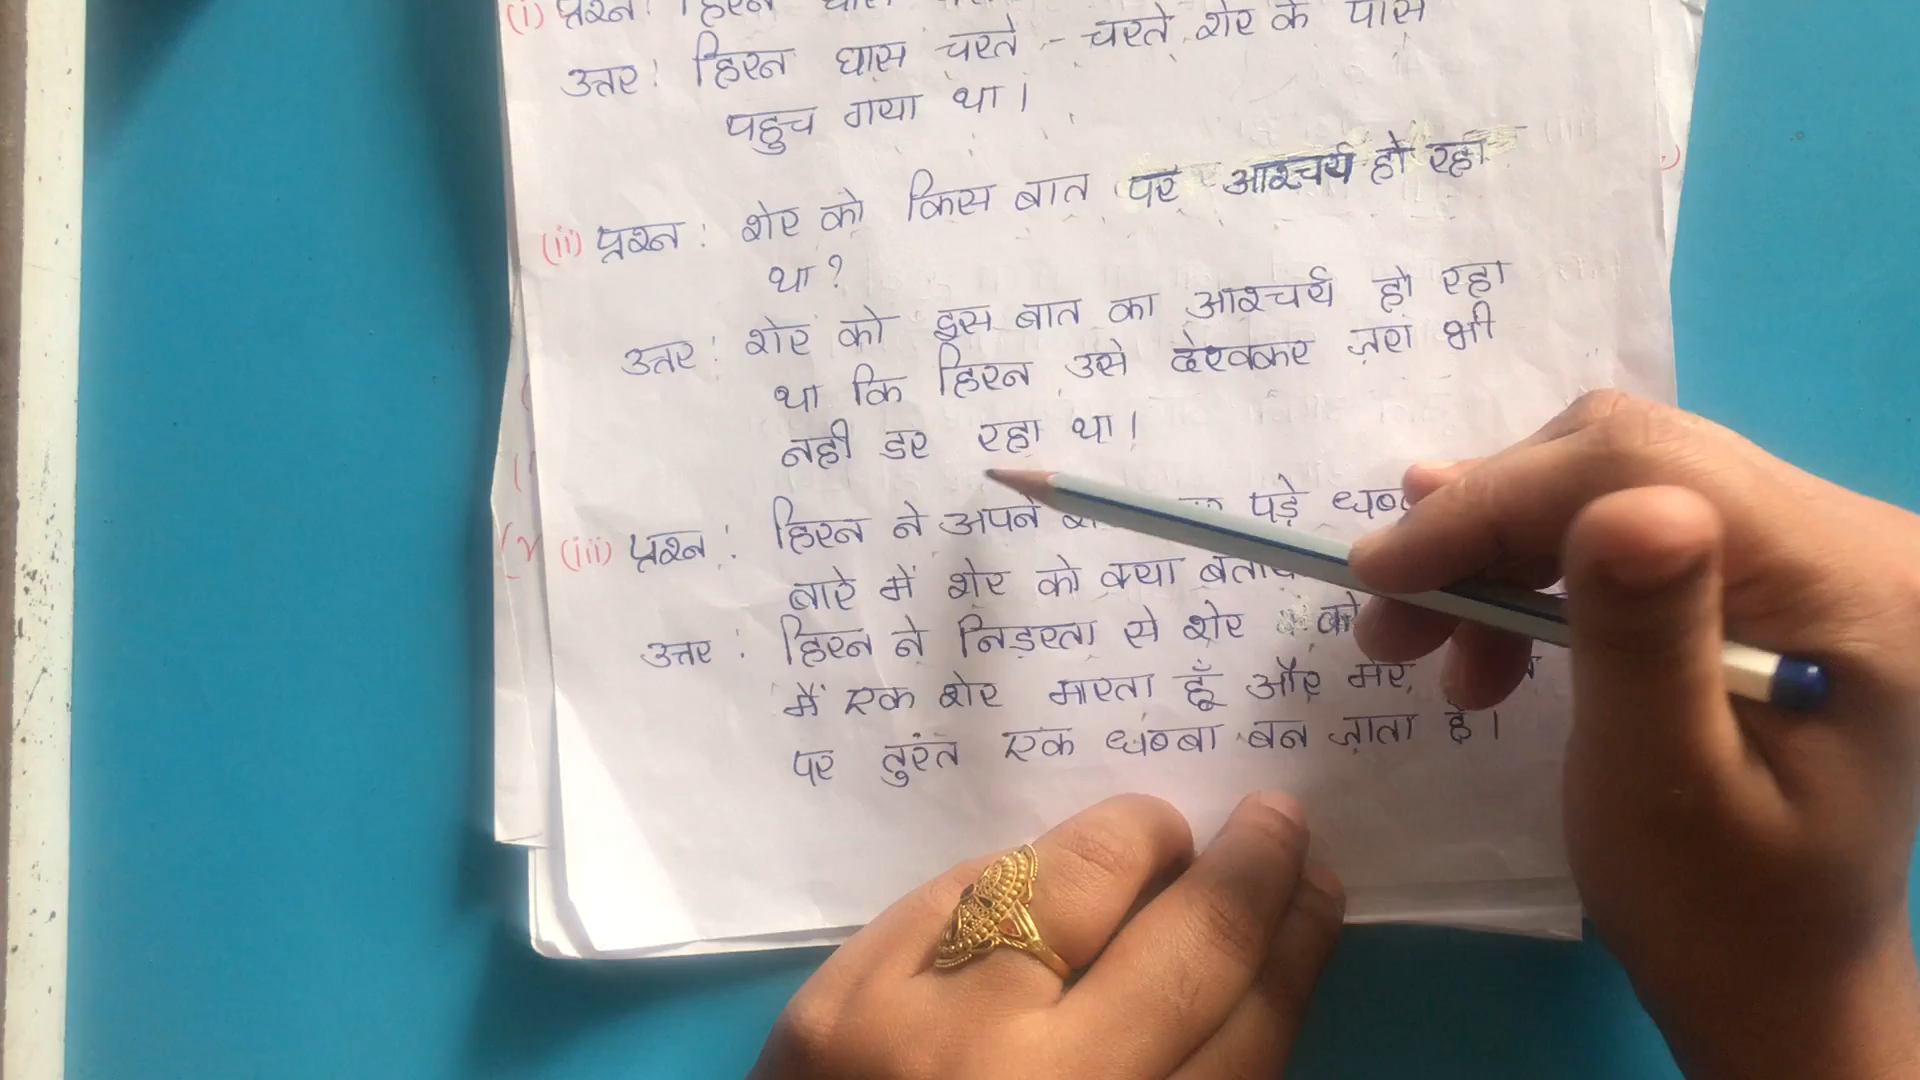 (i) प्रश्न: हिरन घास
उत्तर: हिरन घास चरते - चरते शेर के पास
पहुच गया था।
(ii) प्रश्न: शेर को किस बात पर आश्चर्य हो रहा
था?
उत्तर: शेर को इस बात का आश्चर्य हो रहा
था कि हिरन उसे देखकर ज़रा भी
नही डर रहा था।
(iii) प्रश्न: हिरन ने अपने पड़े
बारे में शेर को क्या
उत्तर: हिरन ने निडरता से शेर को
मैं एक शेर मारता हूँ और मेरे
पर तुरंत एक धब्बा बन जाता है।